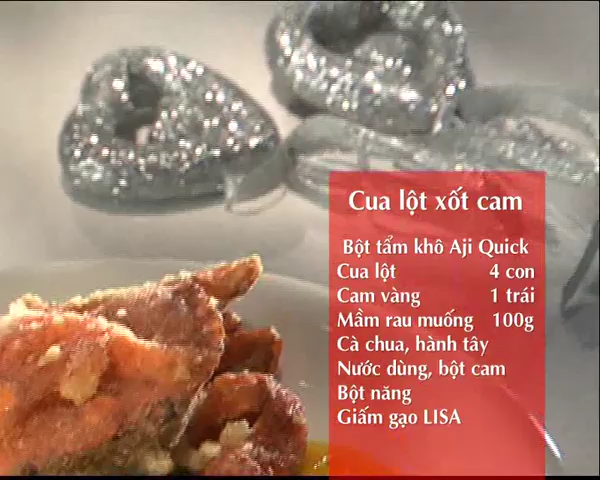 Cua lột xốt cam
Bột tẩm khô Aji Quick
Cua lột 4 con
Cam vàng 1 trái
Mầm rau muống 100g
Cà chua, hành tây
Nước dùng, bột cam
Bột năng
Giấm gạo LISA